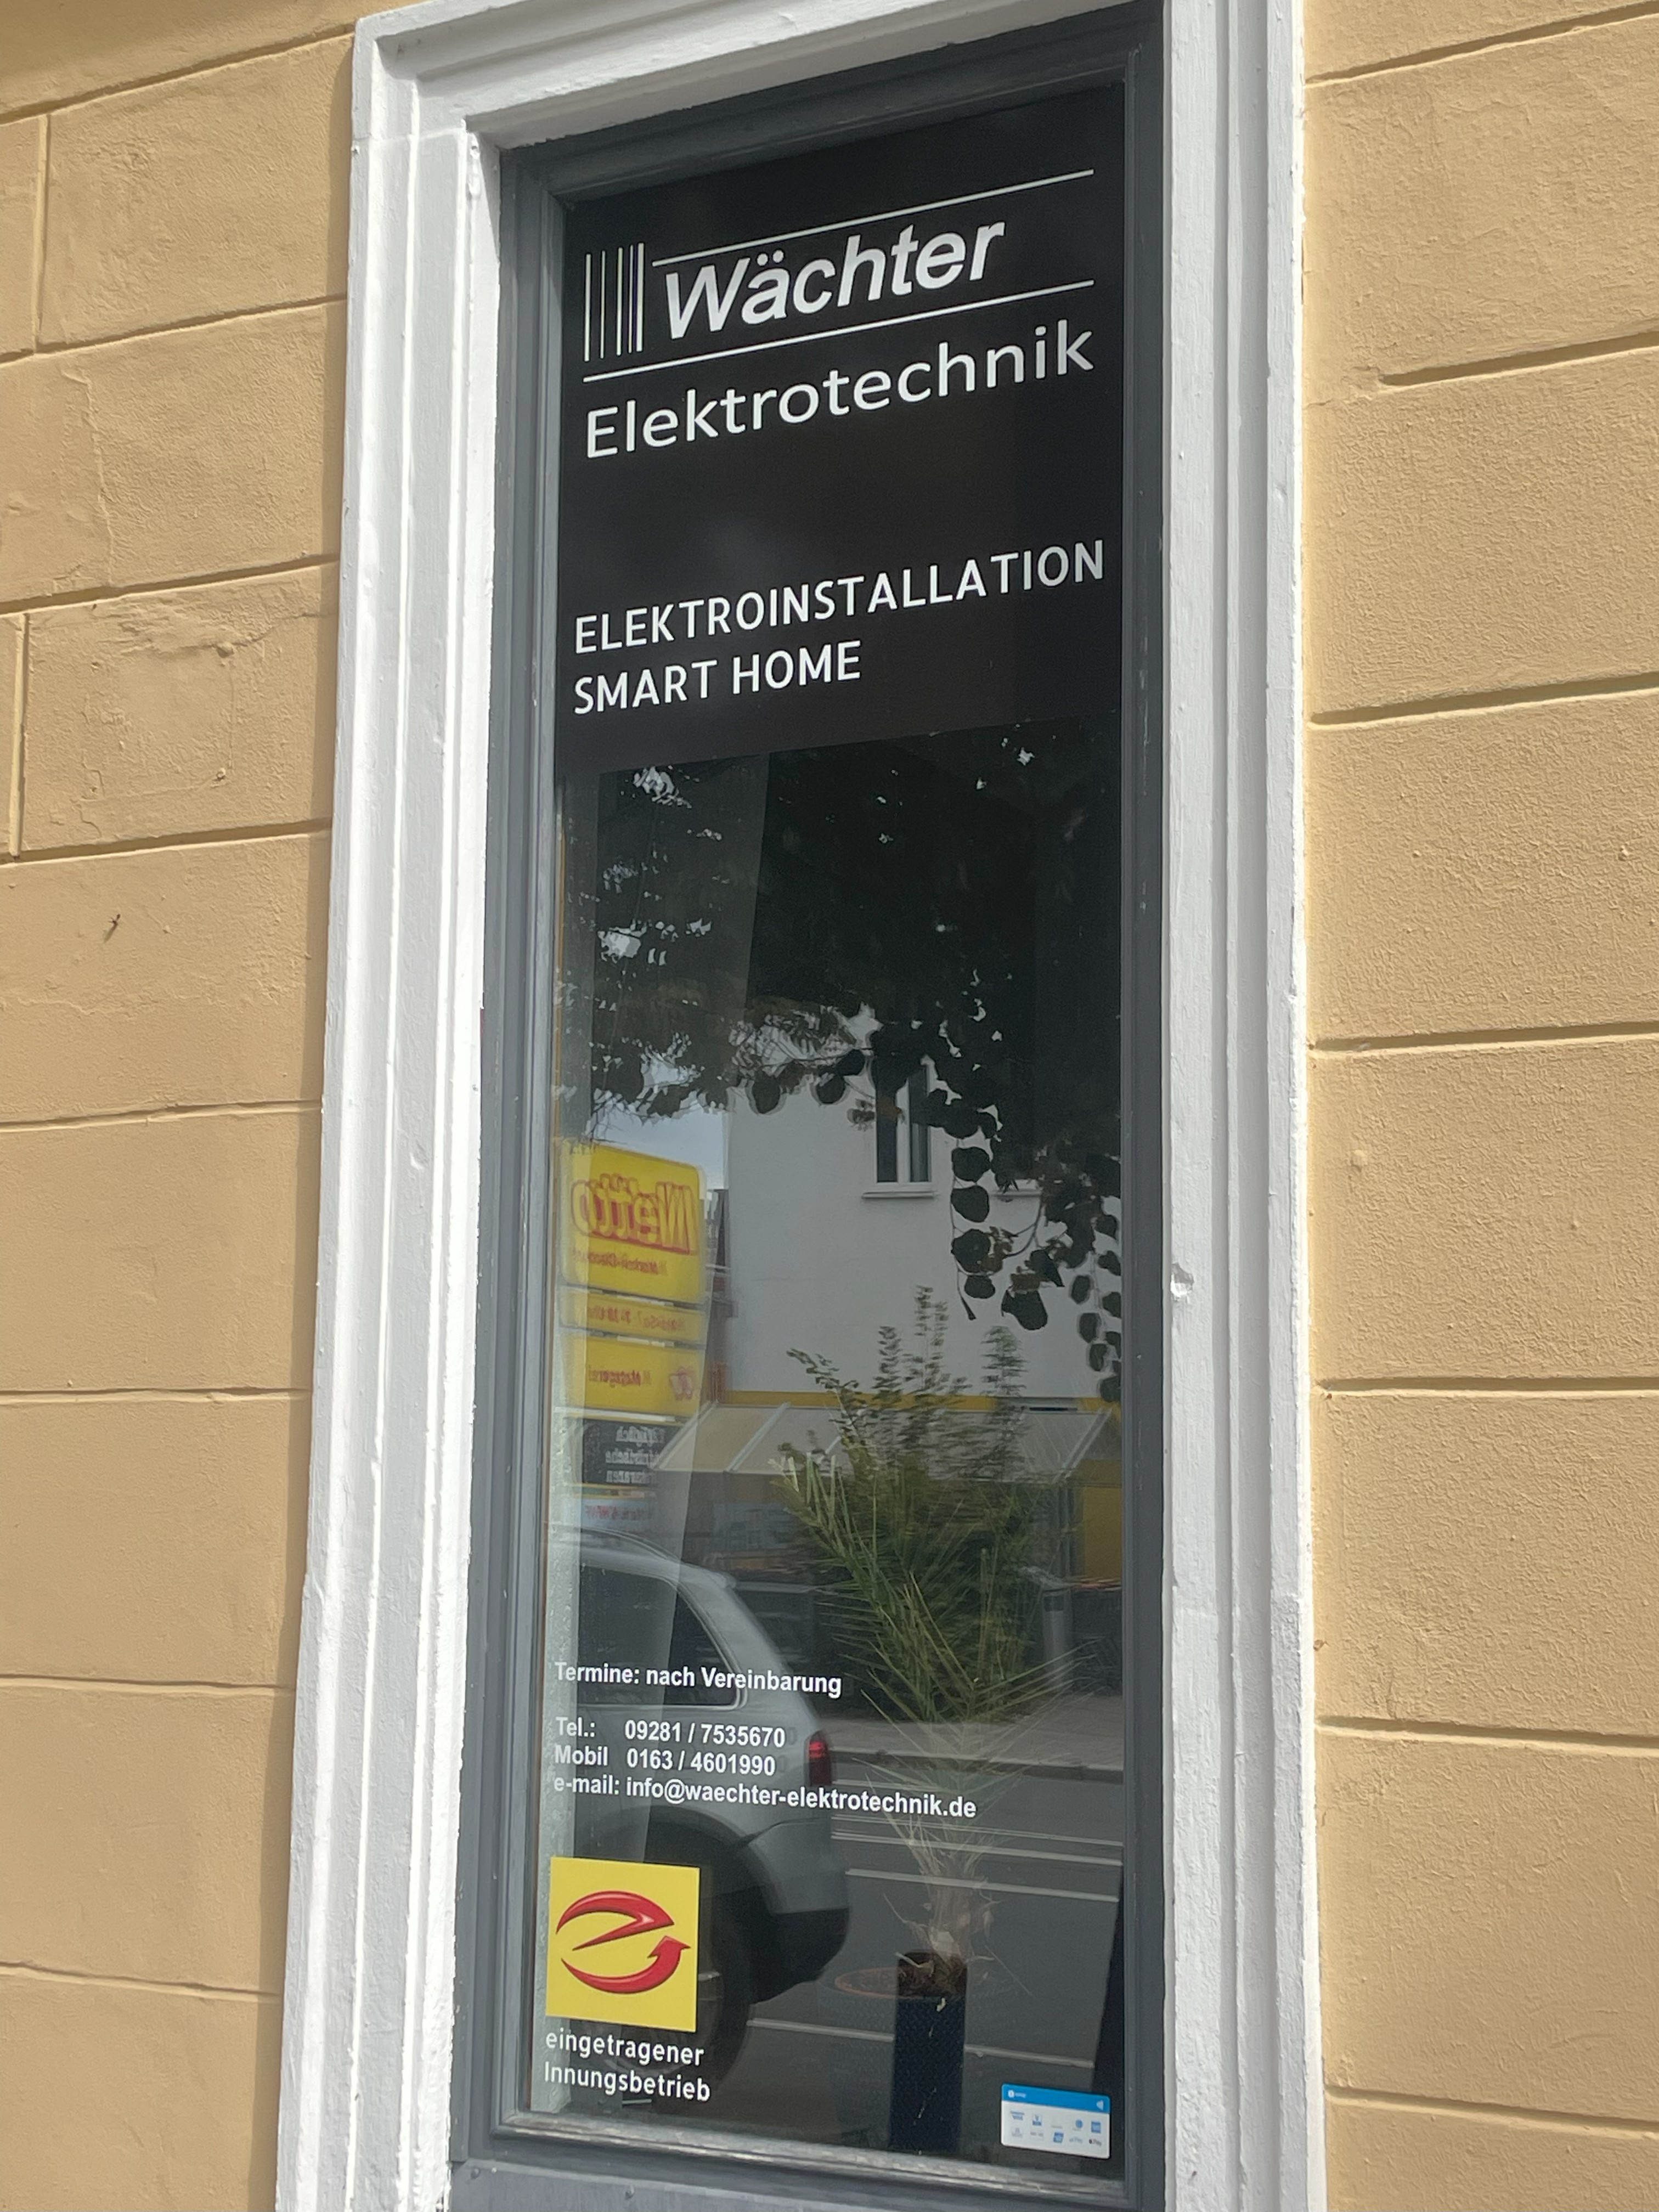 Wächter
Elektrotechnik
ELEKTROINSTALLATION
SMART HOME
Netto
Termine: nach Vereinbarung
Tel.: 09281 / 7535670
Mobil 0163 / 4601990
e-mail: info@waechter-elektrotechnik.de
eingetragener
Innungsbetrieb